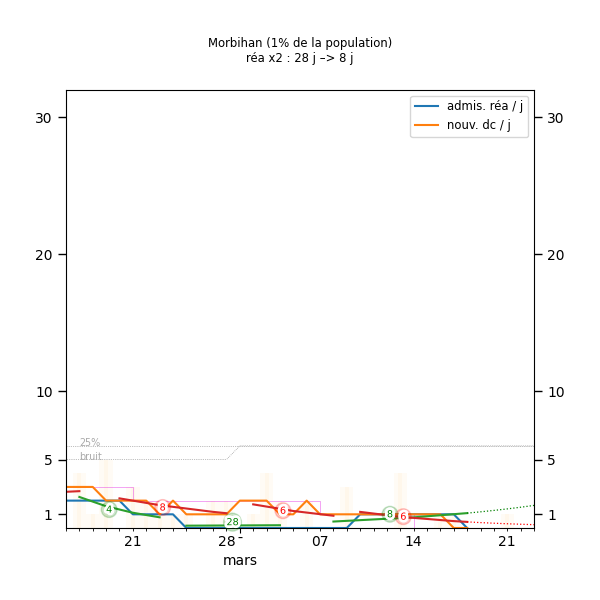 Morbihan (1% de la population)
réa x2 : 28 j –> 8 j
admis. réa / j
nouv. dc / j
30 30
20 20
10 10
25%
bruit
5 5
4 8 28 6 8 6
1 1
21 28 07 14 21
mars